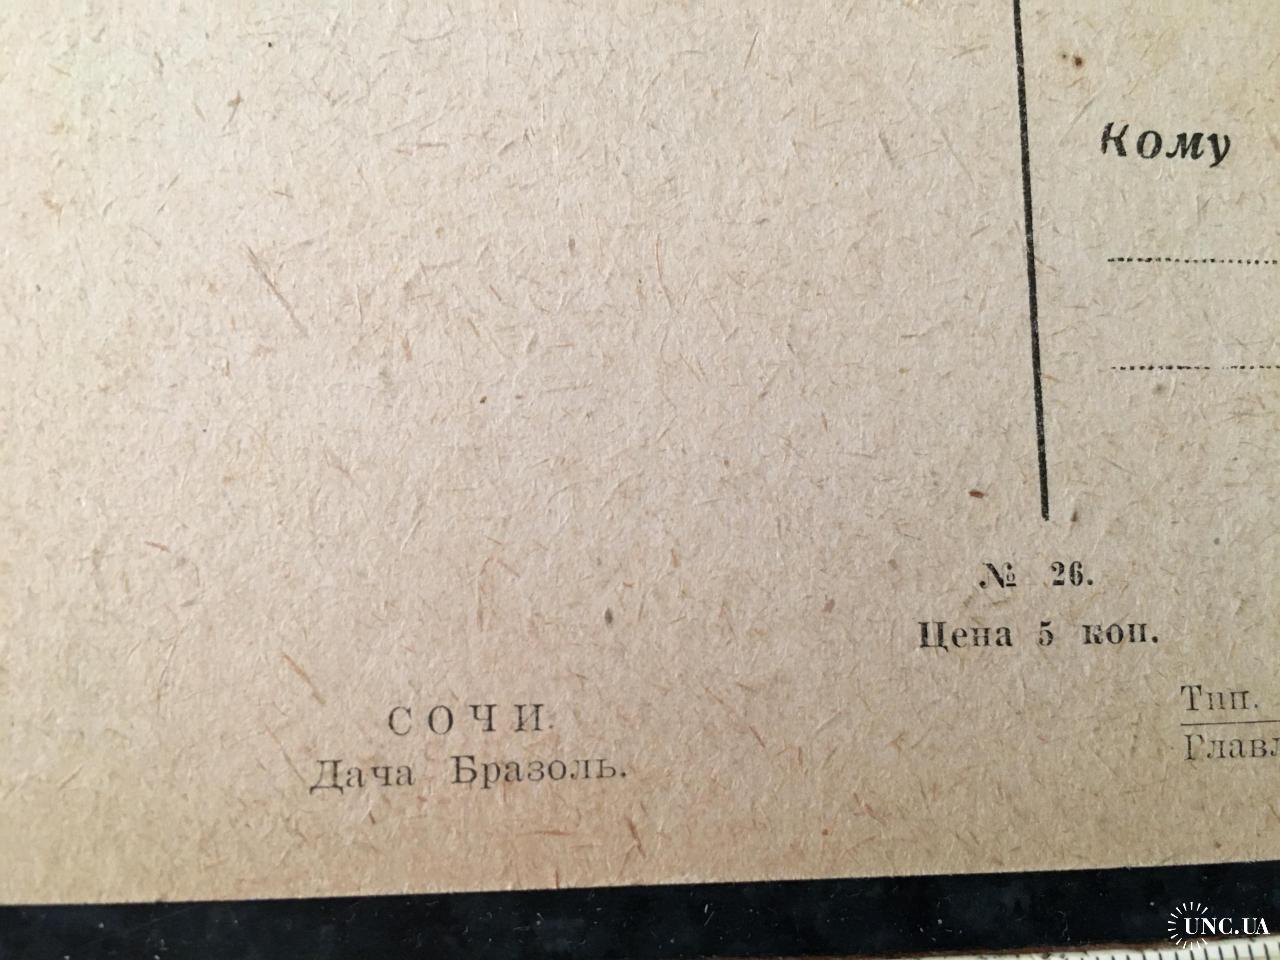 Кому
№ 26.
Цена 5 коп.
СОЧИ.
Дача Бразоль.
Тип.
Главл
UNC.UA